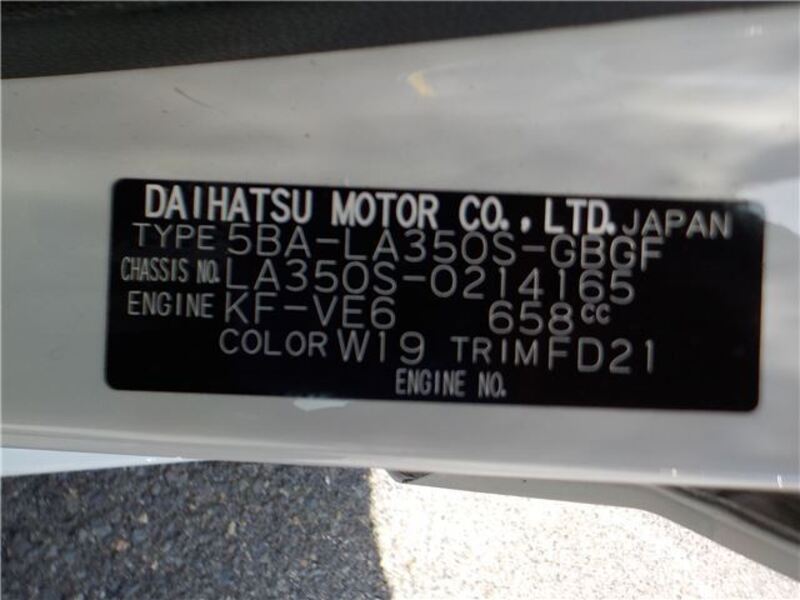 DAIHATSU MOTOR CO., LTD. JAPAN
TYPE 5BA-LA350S-GBGF
CHASSIS NO. LA350S-0214165
ENGINE KF-VE6 658cc
COLOR W19 TRIM FD21
ENGINE NO.